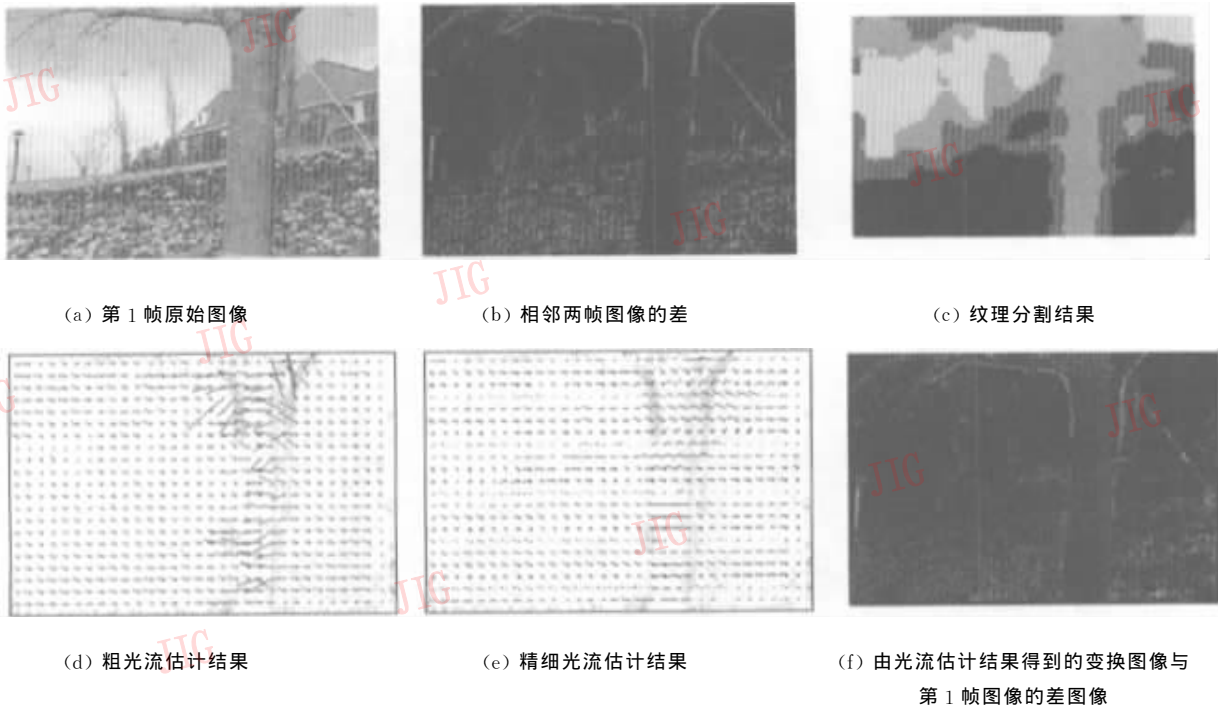 JIG
JIG
JIG
JIG
JIG
JIG
(a) 第 1 帧原始图像
(b) 相邻两帧图像的差
(c) 纹理分割结果
JIG
JIG
JIG
JIG
JIG
JIG
(d) 粗光流估计结果
(e) 精细光流估计结果
(f) 由光流估计结果得到的变换图像与
第 1 帧图像的差图像